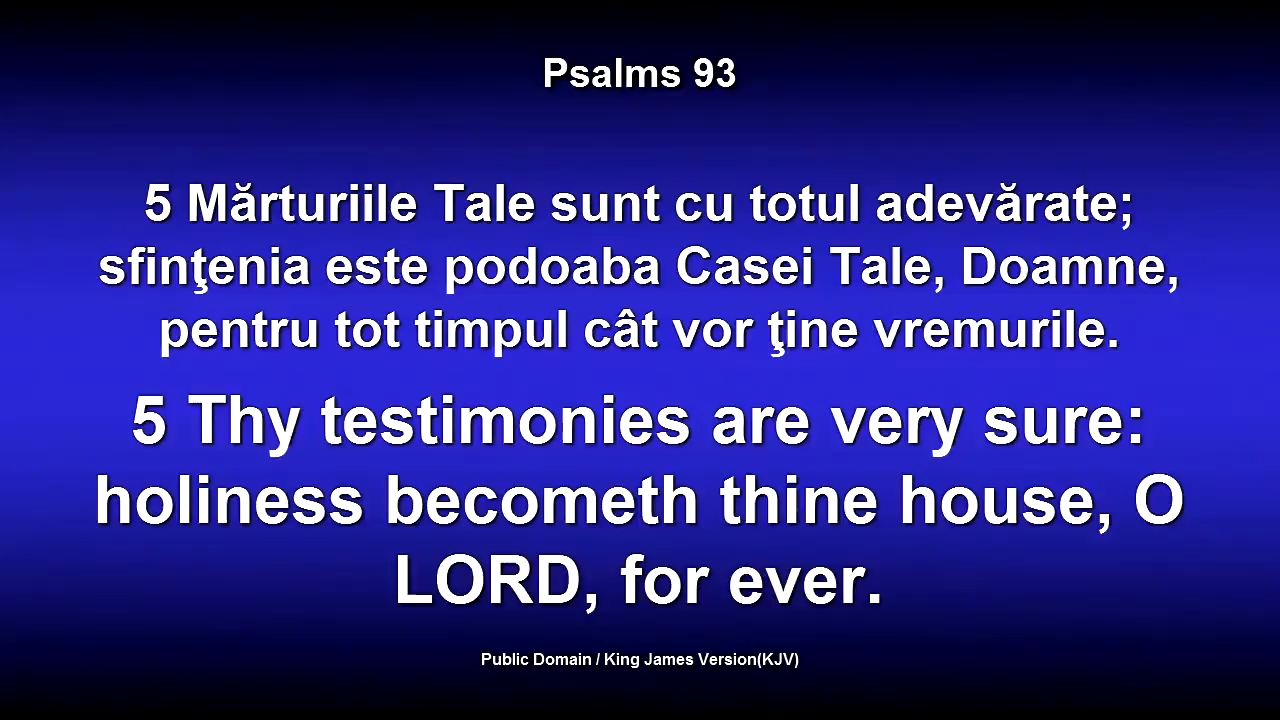 Psalms 93
5 Mărturiile Tale sunt cu totul adevărate;
sfinţenia este podoaba Casei Tale, Doamne,
pentru tot timpul cât vor ţine vremurile.
5 Thy testimonies are very sure:
holiness becometh thine house, O
LORD, for ever.
Public Domain / King James Version(KJV)